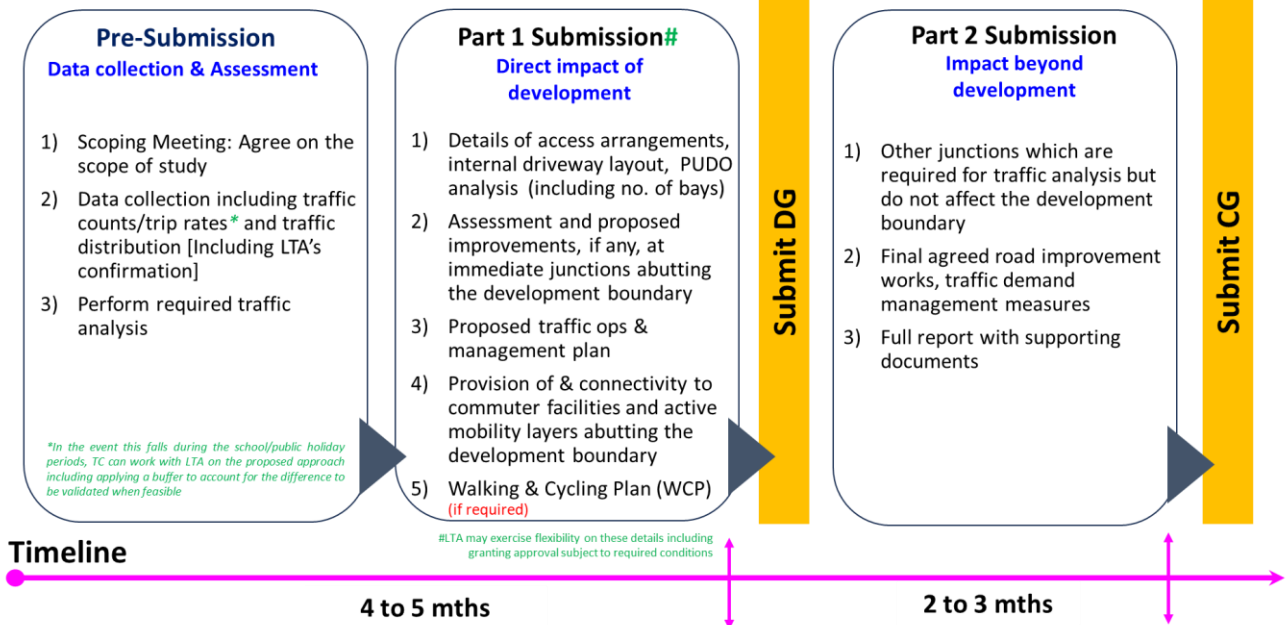 Pre-Submission
Data collection & Assessment
1) Scoping Meeting: Agree on the
scope of study
2) Data collection including traffic
counts/trip rates* and traffic
distribution [Including LTA's
confirmation]
3) Perform required traffic
analysis
*In the event this falls during the school/public holiday
periods, TC can work with LTA on the proposed approach
including applying a buffer to account for the difference to
be validated when feasible
Part 1 Submission#
Direct impact of
development
1) Details of access arrangements,
internal driveway layout, PUDO
analysis (including no. of bays)
2) Assessment and proposed
improvements, if any, at
immediate junctions abutting
the development boundary
3) Proposed traffic ops &
management plan
4) Provision of & connectivity to
commuter facilities and active
mobility layers abutting the
development boundary
5) Walking & Cycling Plan (WCP)
(if required)
#LTA may exercise flexibility on these details including
granting approval subject to required conditions
Submit DG
Part 2 Submission
Impact beyond
development
1) Other junctions which are
required for traffic analysis but
do not affect the development
boundary
2) Final agreed road improvement
works, traffic demand
management measures
3) Full report with supporting
documents
Submit CG
Timeline
4 to 5 mths
2 to 3 mths